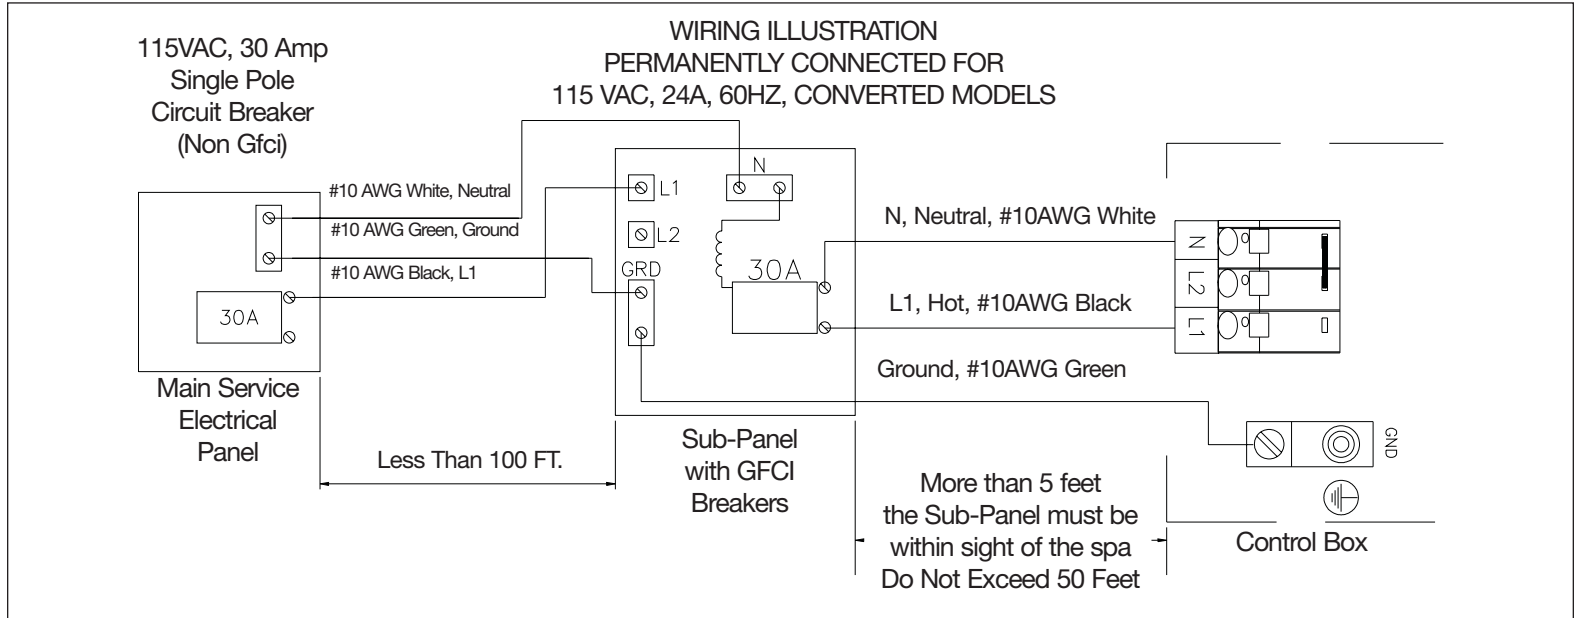 WIRING ILLUSTRATION
PERMANENTLY CONNECTED FOR
115 VAC, 24A, 60HZ, CONVERTED MODELS
115VAC, 30 Amp
Single Pole
Circuit Breaker
(Non Gfci)
#10 AWG White, Neutral
#10 AWG Green, Ground
#10 AWG Black, L1
30A
Main Service
Electrical
Panel
Less Than 100 FT.
L1
L2
GRD
N
30A
Sub-Panel
with GFCI
Breakers
N, Neutral, #10AWG White
L1, Hot, #10AWG Black
Ground, #10AWG Green
More than 5 feet
the Sub-Panel must be
within sight of the spa
Do Not Exceed 50 Feet
N
L2
L1
GND
Control Box